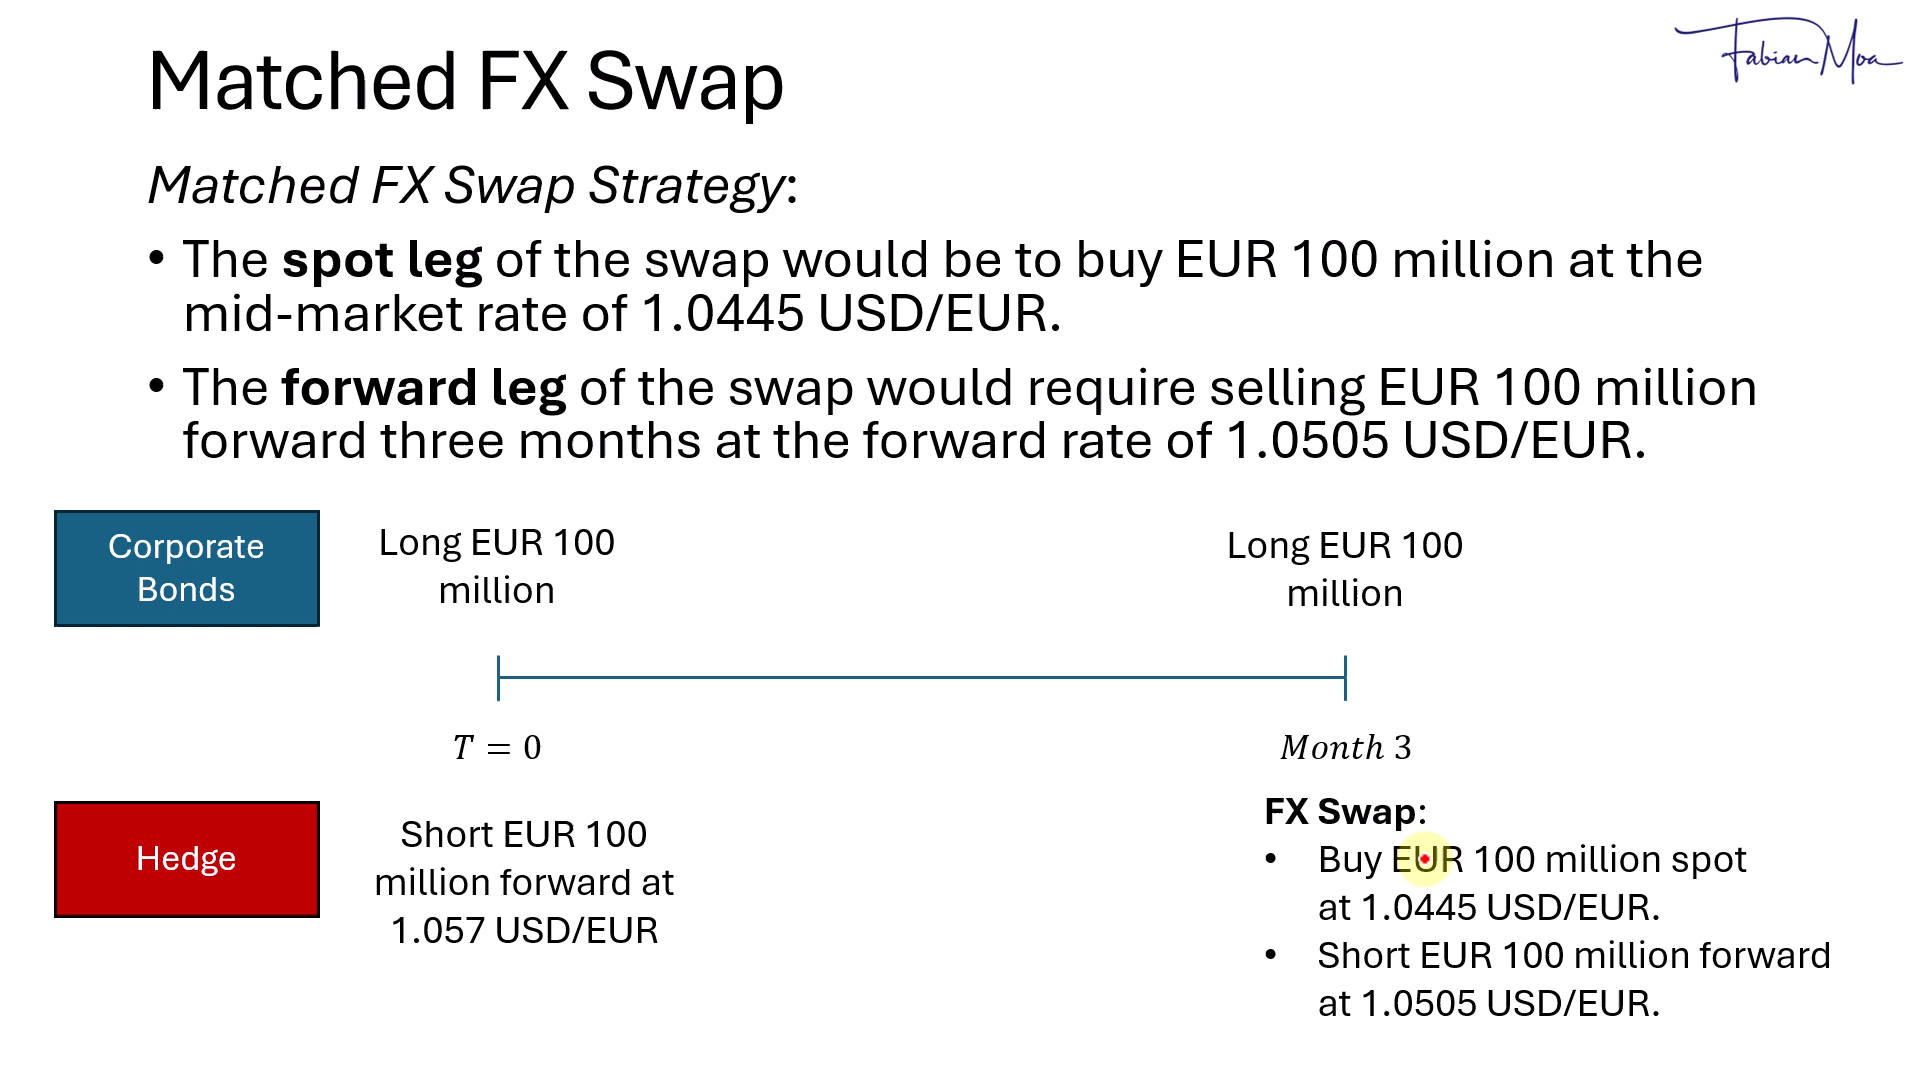 Fabian Moa
Matched FX Swap
Matched FX Swap Strategy:
• The spot leg of the swap would be to buy EUR 100 million at the
mid-market rate of 1.0445 USD/EUR.
• The forward leg of the swap would require selling EUR 100 million
forward three months at the forward rate of 1.0505 USD/EUR.
Corporate
Bonds
Long EUR 100
million
Long EUR 100
million
T = 0
Month 3
Hedge
Short EUR 100
million forward at
1.057 USD/EUR
FX Swap:
• Buy EUR 100 million spot
at 1.0445 USD/EUR.
• Short EUR 100 million forward
at 1.0505 USD/EUR.